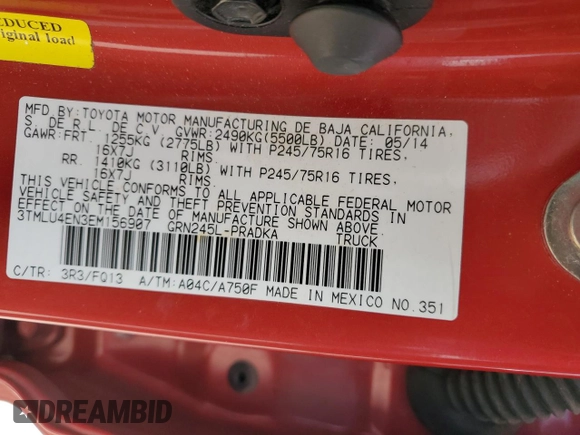 EDUCED
iginal load
MFD.BY:TOYOTA MOTOR MANUFACTURING DE BAJA CALIFORNIA,
S. DE R.L. DE C.V. GVWR:2490KG(5500LB) DATE: 05/14
GAWR:FRT. 1255KG (2775LB) WITH P245/75R16 TIRES,
16X7J RIMS.
RR. 1410KG (3110LB) WITH P245/75R16 TIRES,
16X7J RIMS.
THIS VEHICLE CONFORMS TO ALL APPLICABLE FEDERAL MOTOR
VEHICLE SAFETY AND THEFT PREVENTION STANDARDS IN
EFFECT ON THE DATE OF MANUFACTURE SHOWN ABOVE.
3TMLU4EN3EM156907 GRN245L-PRADKA TRUCK
C/TR: 3R3/FQ13 A/TM:A04C/A750F MADE IN MEXICO NO.351
DREAMBID